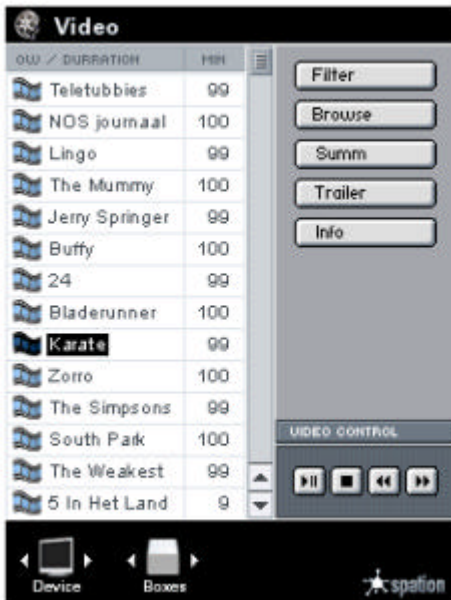 Video
OW / DURRATION MIN
Teletubbies 99
NOS journaal 100
Lingo 99
The Mummy 100
Jerry Springer 99
Buffy 100
24 99
Bladerunner 100
Karate 99
Zorro 100
The Simpsons 99
South Park 100
The Weakest 99
5 In Het Land 9
Filter
Browse
Summ
Trailer
Info
VIDEO CONTROL
Device
Boxes
spation